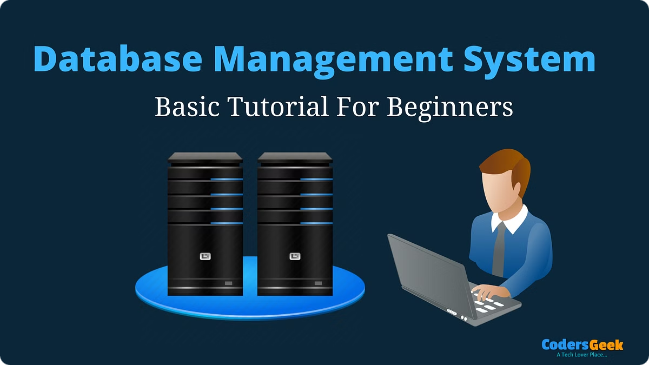 Database Management System
Basic Tutorial For Beginners
CodersGeek
A Tech Lover Place...